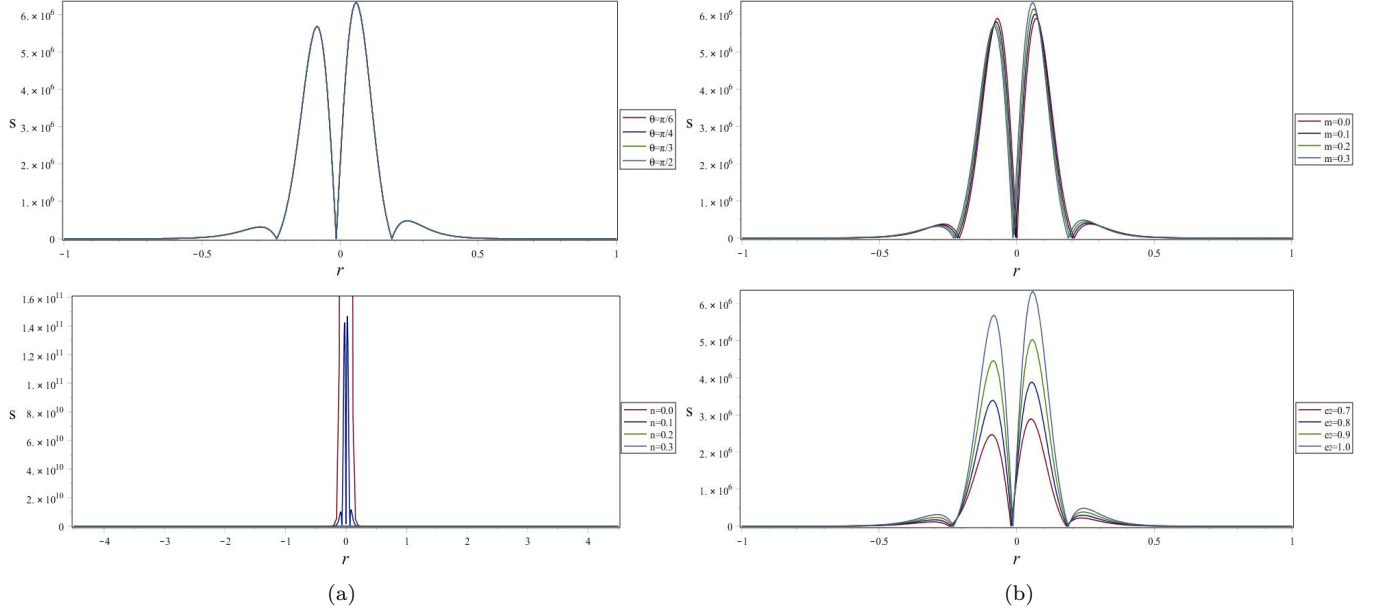 6. × 10⁶
5. × 10⁶
4. × 10⁶
3. × 10⁶
2. × 10⁶
1. × 10⁶
0
S
-1
-0.5
0
0.5
1
r
θ=π/6
θ=π/4
θ=π/3
θ=π/2
6. × 10⁶
5. × 10⁶
4. × 10⁶
3. × 10⁶
2. × 10⁶
1. × 10⁶
0
S
-1
-0.5
0
0.5
1
r
m=0.0
m=0.1
m=0.2
m=0.3
1.6 × 10¹¹
1.4 × 10¹¹
1.2 × 10¹¹
1. × 10¹¹
8. × 10¹⁰
6. × 10¹⁰
4. × 10¹⁰
2. × 10¹⁰
0
S
-4
-3
-2
-1
0
1
2
3
4
r
n=0.0
n=0.1
n=0.2
n=0.3
6. × 10⁶
5. × 10⁶
4. × 10⁶
3. × 10⁶
2. × 10⁶
1. × 10⁶
0
S
-1
-0.5
0
0.5
1
r
e₂=0.7
e₂=0.8
e₂=0.9
e₂=1.0
(a)
(b)